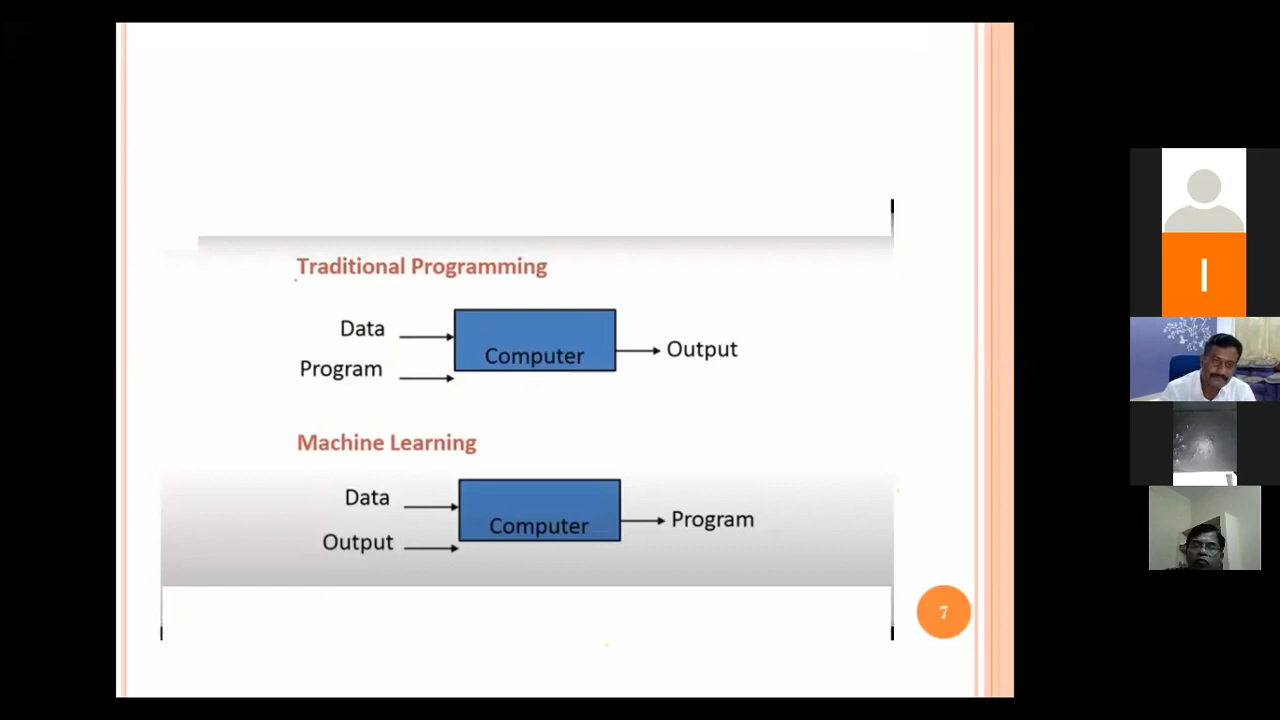 Traditional Programming
Data
Program
Computer
Output
Machine Learning
Data
Output
Computer
Program
7
I